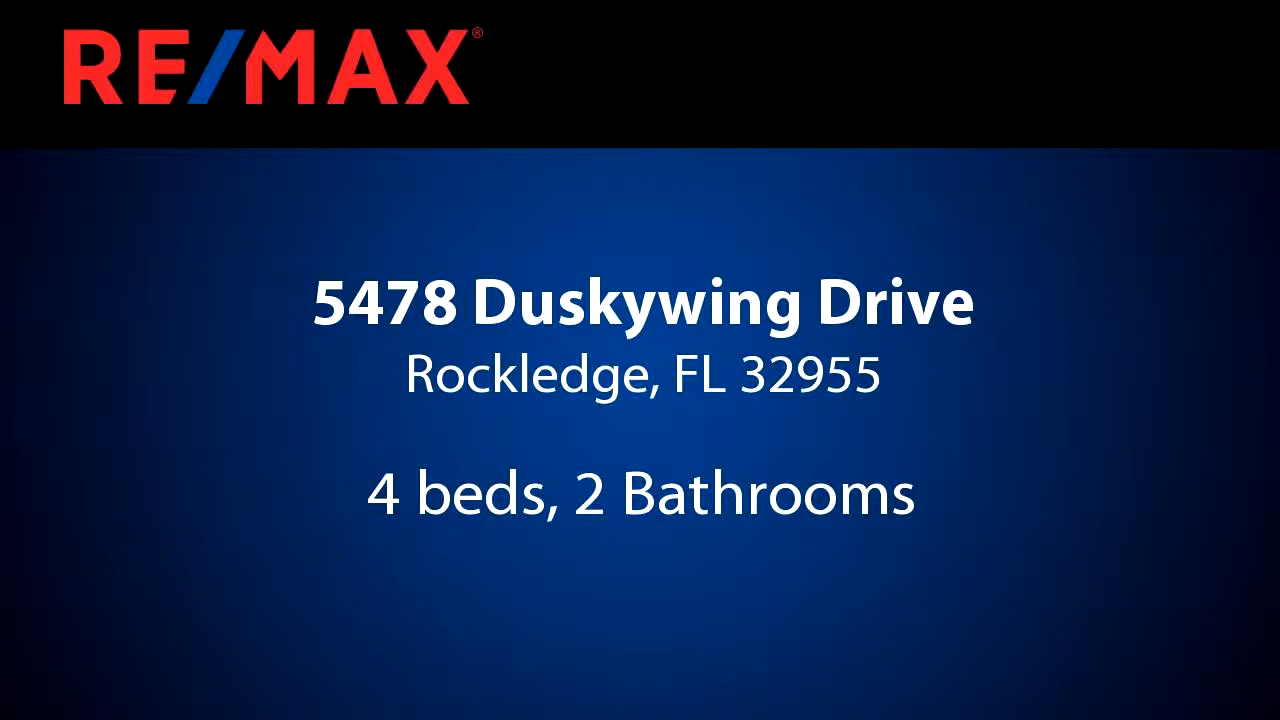 RE/MAX®
5478 Duskywing Drive
Rockledge, FL 32955
4 beds, 2 Bathrooms